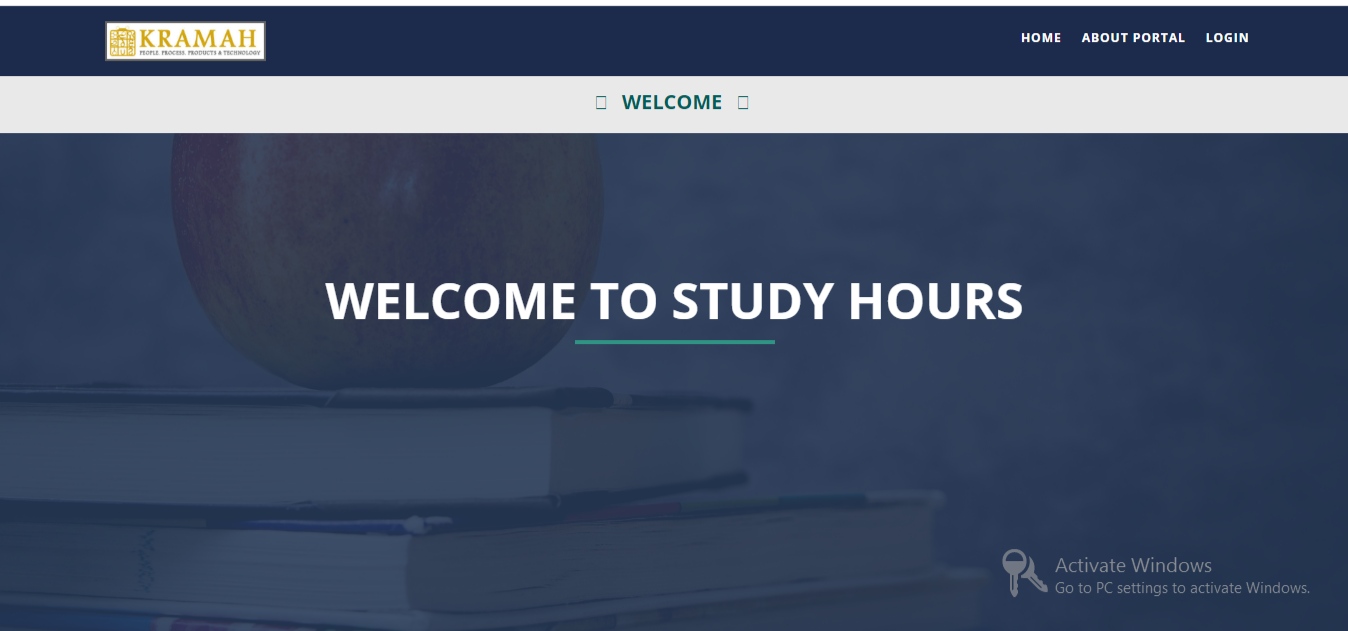 KRAMAH
PEOPLE, PROCESS, PRODUCTS & TECHNOLOGY
HOME ABOUT PORTAL LOGIN
WELCOME
WELCOME TO STUDY HOURS
Activate Windows
Go to PC settings to activate Windows.